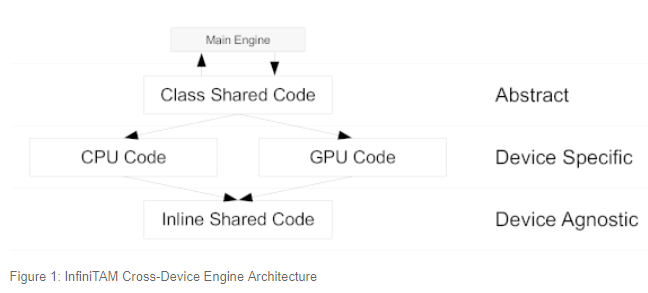 Main Engine
Class Shared Code Abstract
CPU Code GPU Code Device Specific
Inline Shared Code Device Agnostic
Figure 1: InfiniTAM Cross-Device Engine Architecture